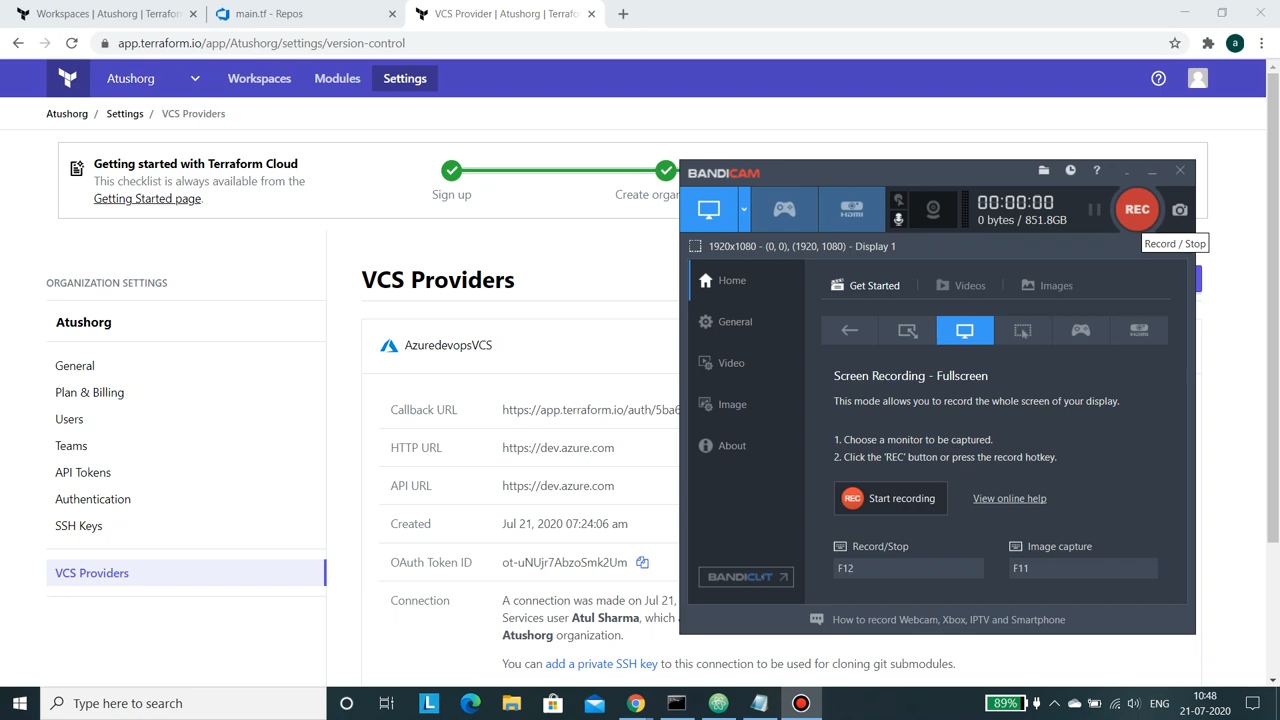 Workspaces | Atushorg | Terrafor
main.tf - Repos
VCS Provider | Atushorg | Terrafo
app.terraform.io/app/Atushorg/settings/version-control
a
Atushorg
Workspaces
Modules
Settings
Atushorg / Settings / VCS Providers
Getting started with Terraform Cloud
This checklist is always available from the
Getting Started page.
Sign up
Create organ
ORGANIZATION SETTINGS
Atushorg
General
Plan & Billing
Users
Teams
API Tokens
Authentication
SSH Keys
VCS Providers
VCS Providers
AzuredevopsVCS
Callback URL
https://app.terraform.io/auth/5ba6
HTTP URL
https://dev.azure.com
API URL
https://dev.azure.com
Created
Jul 21, 2020 07:24:06 am
OAuth Token ID
ot-uNUjr7AbzoSmk2Um
Connection
A connection was made on Jul 21,
Services user Atul Sharma, which a
Atushorg organization.
You can add a private SSH key to this connection to be used for cloning git submodules.
BANDICAM
HDMI
00:00:00
0 bytes / 851.8GB
REC
Record / Stop
1920x1080 - (0, 0), (1920, 1080) - Display 1
Home
General
Video
Image
About
BANDICUT
Get Started
Videos
Images
HDMI
Screen Recording - Fullscreen
This mode allows you to record the whole screen of your display.
1. Choose a monitor to be captured.
2. Click the 'REC' button or press the record hotkey.
REC Start recording
View online help
Record/Stop
Image capture
F12
F11
How to record Webcam, Xbox, IPTV and Smartphone
Type here to search
L
89%
ENG
10:48
21-07-2020